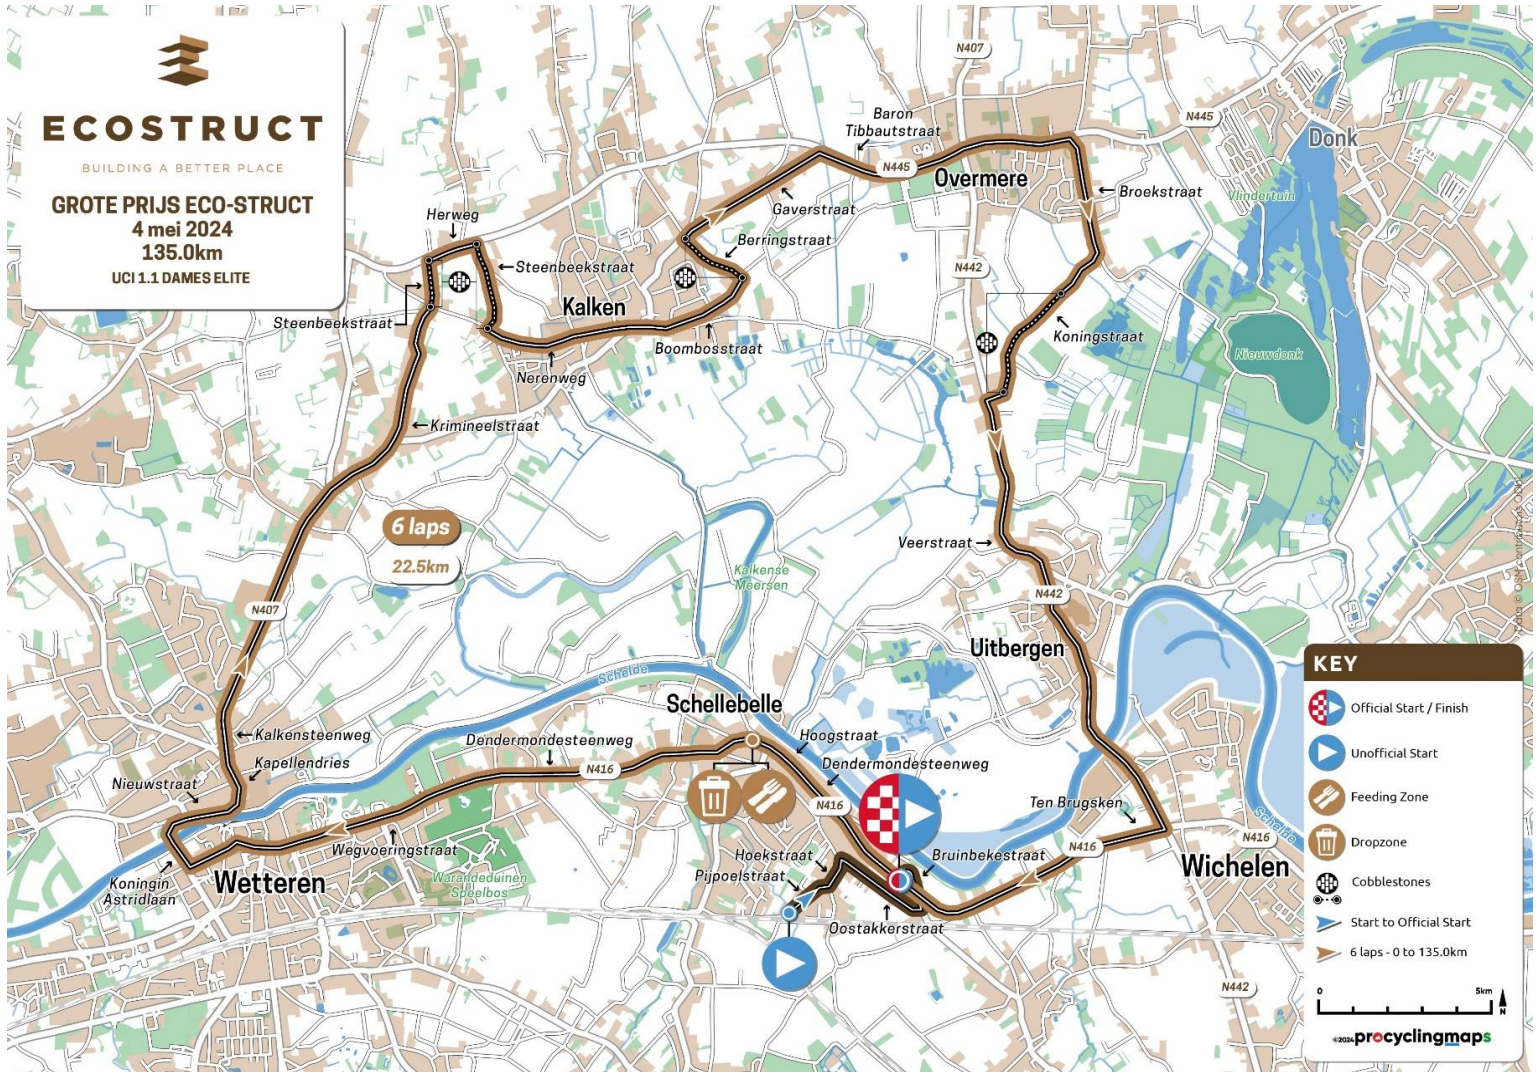 ECOSTRUCT
BUILDING A BETTER PLACE
GROTE PRIJS ECO-STRUCT
4 mei 2024
135.0km
UCI 1.1 DAMES ELITE
N407
N445
Donk
Baron
Tibbautstraat
N445
Overmere
Broekstraat
Vlindertuin
Gaverstraat
Herweg
Berringstraat
Steenbeekstraat
N442
Kalken
Steenbeekstraat
Koningstraat
Boombosstraat
Nieuwdonk
Nerenweg
Krimineelstraat
6 laps
22.5km
Veerstraat
Kalkense
Meersen
N407
N442
Uitbergen
Schelde
Schellebelle
Kalkensteenweg
Dendermondesteenweg
Hoogstraat
Kapellendries
N416
Dendermondesteenweg
Nieuwstraat
N416
Ten Brugsken
Schelde
N416
N416
Wegvoeringstraat
Hoekstraat
Bruinbekestraat
Wichelen
Pijpoelstraat
Koningin
Astridlaan
Wetteren
Warandeduinen
Speelbos
Oostakkerstraat
N442
KEY
Official Start / Finish
Unofficial Start
Feeding Zone
Dropzone
Cobblestones
Start to Official Start
6 laps - 0 to 135.0km
0 5km
N
©2024 procyclingmaps